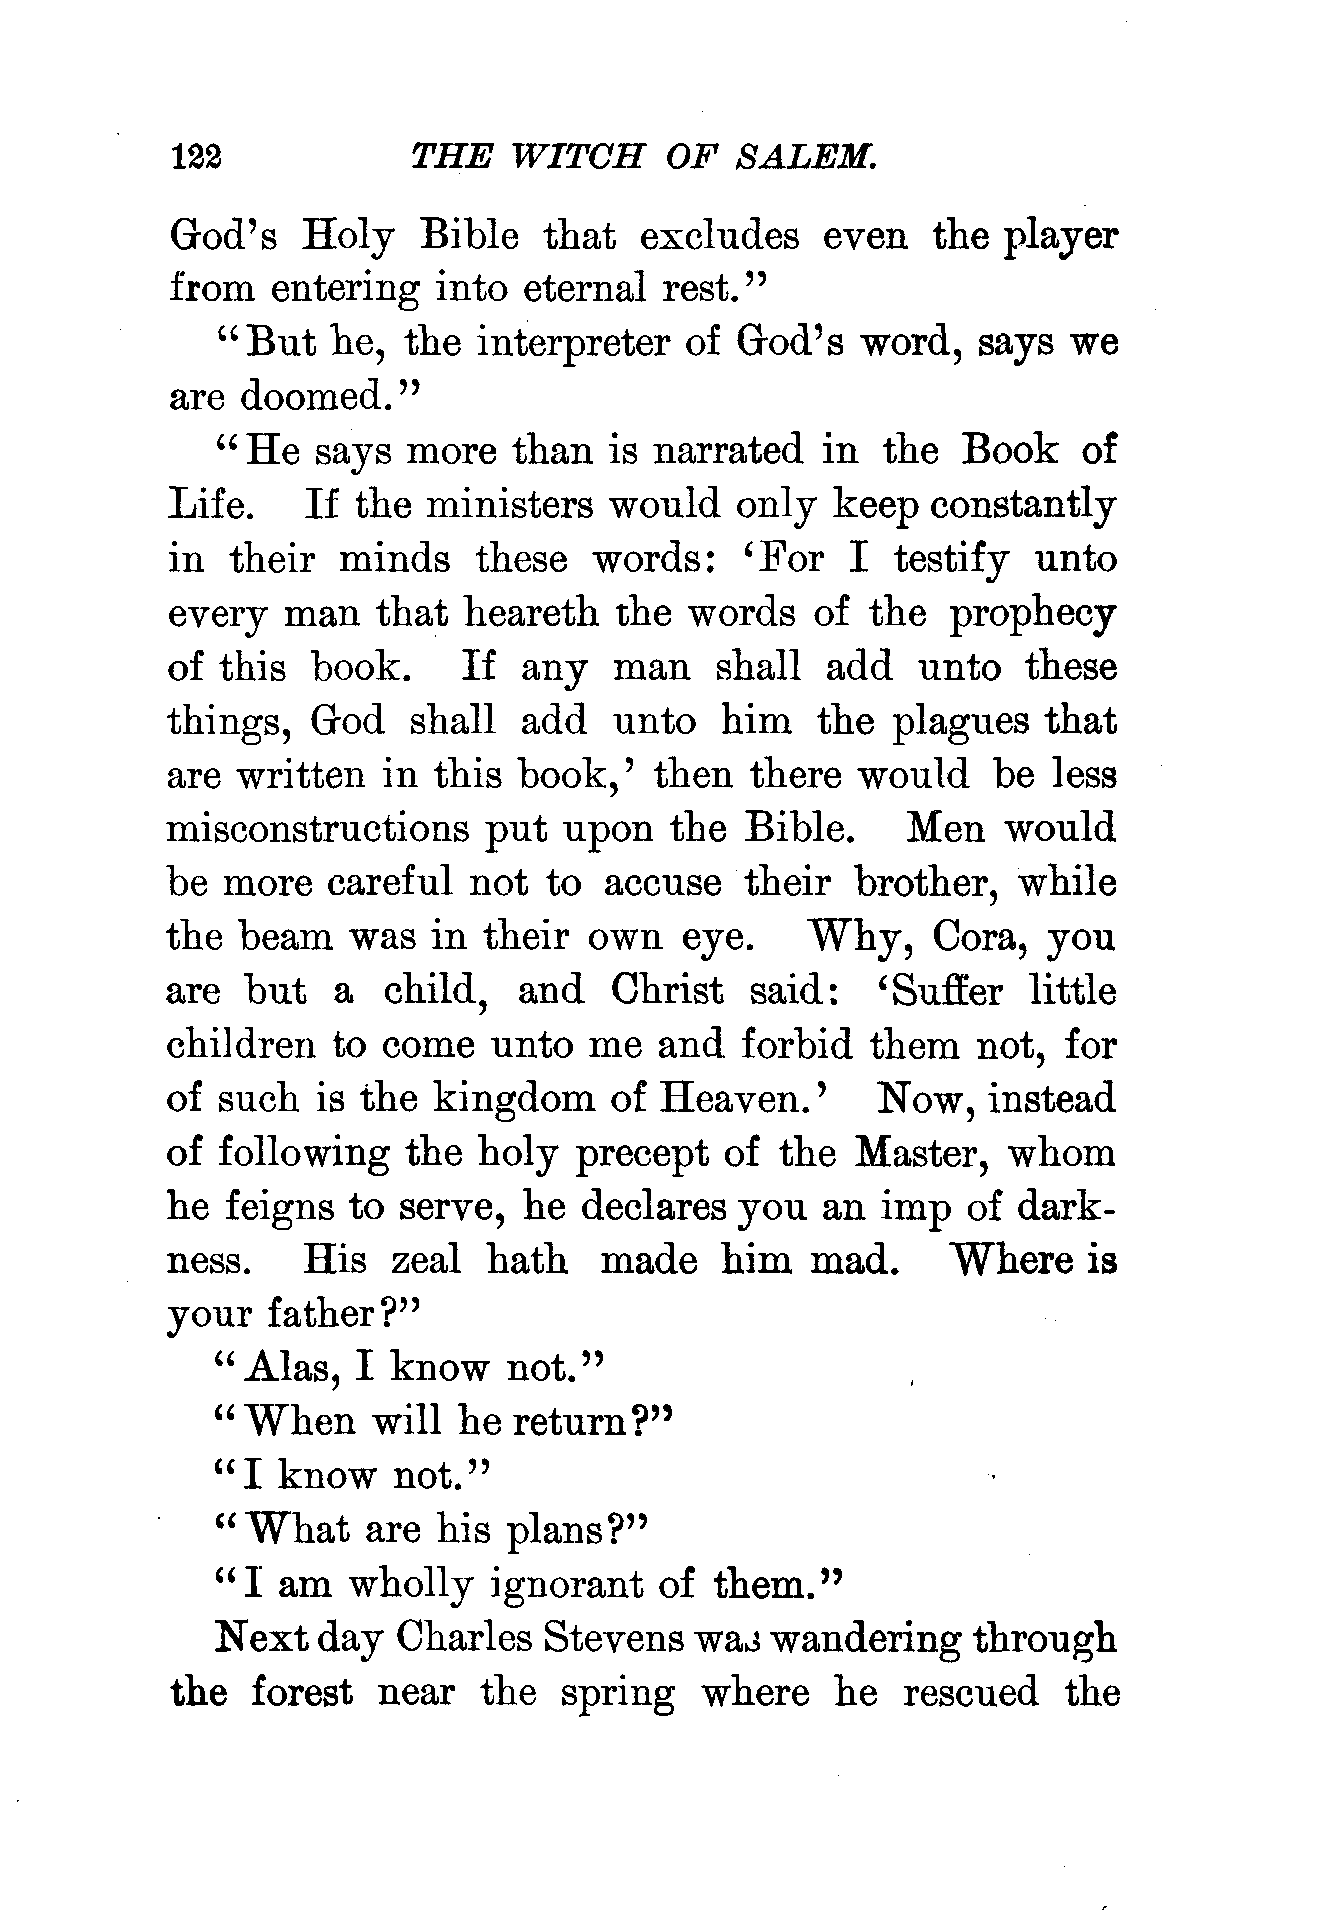 122 THE WITCH OF SALEM.
God's Holy Bible that excludes even the player
from entering into eternal rest."
"But he, the interpreter of God's word, says we
are doomed."
"He says more than is narrated in the Book of
Life. If the ministers would only keep constantly
in their minds these words: 'For I testify unto
every man that heareth the words of the prophecy
of this book. If any man shall add unto these
things, God shall add unto him the plagues that
are written in this book,' then there would be less
misconstructions put upon the Bible. Men would
be more careful not to accuse their brother, while
the beam was in their own eye. Why, Cora, you
are but a child, and Christ said: 'Suffer little
children to come unto me and forbid them not, for
of such is the kingdom of Heaven.' Now, instead
of following the holy precept of the Master, whom
he feigns to serve, he declares you an imp of dark-
ness. His zeal hath made him mad. Where is
your father?"
"Alas, I know not."
"When will he return?"
"I know not."
"What are his plans?"
"I am wholly ignorant of them."
Next day Charles Stevens was wandering through
the forest near the spring where he rescued the